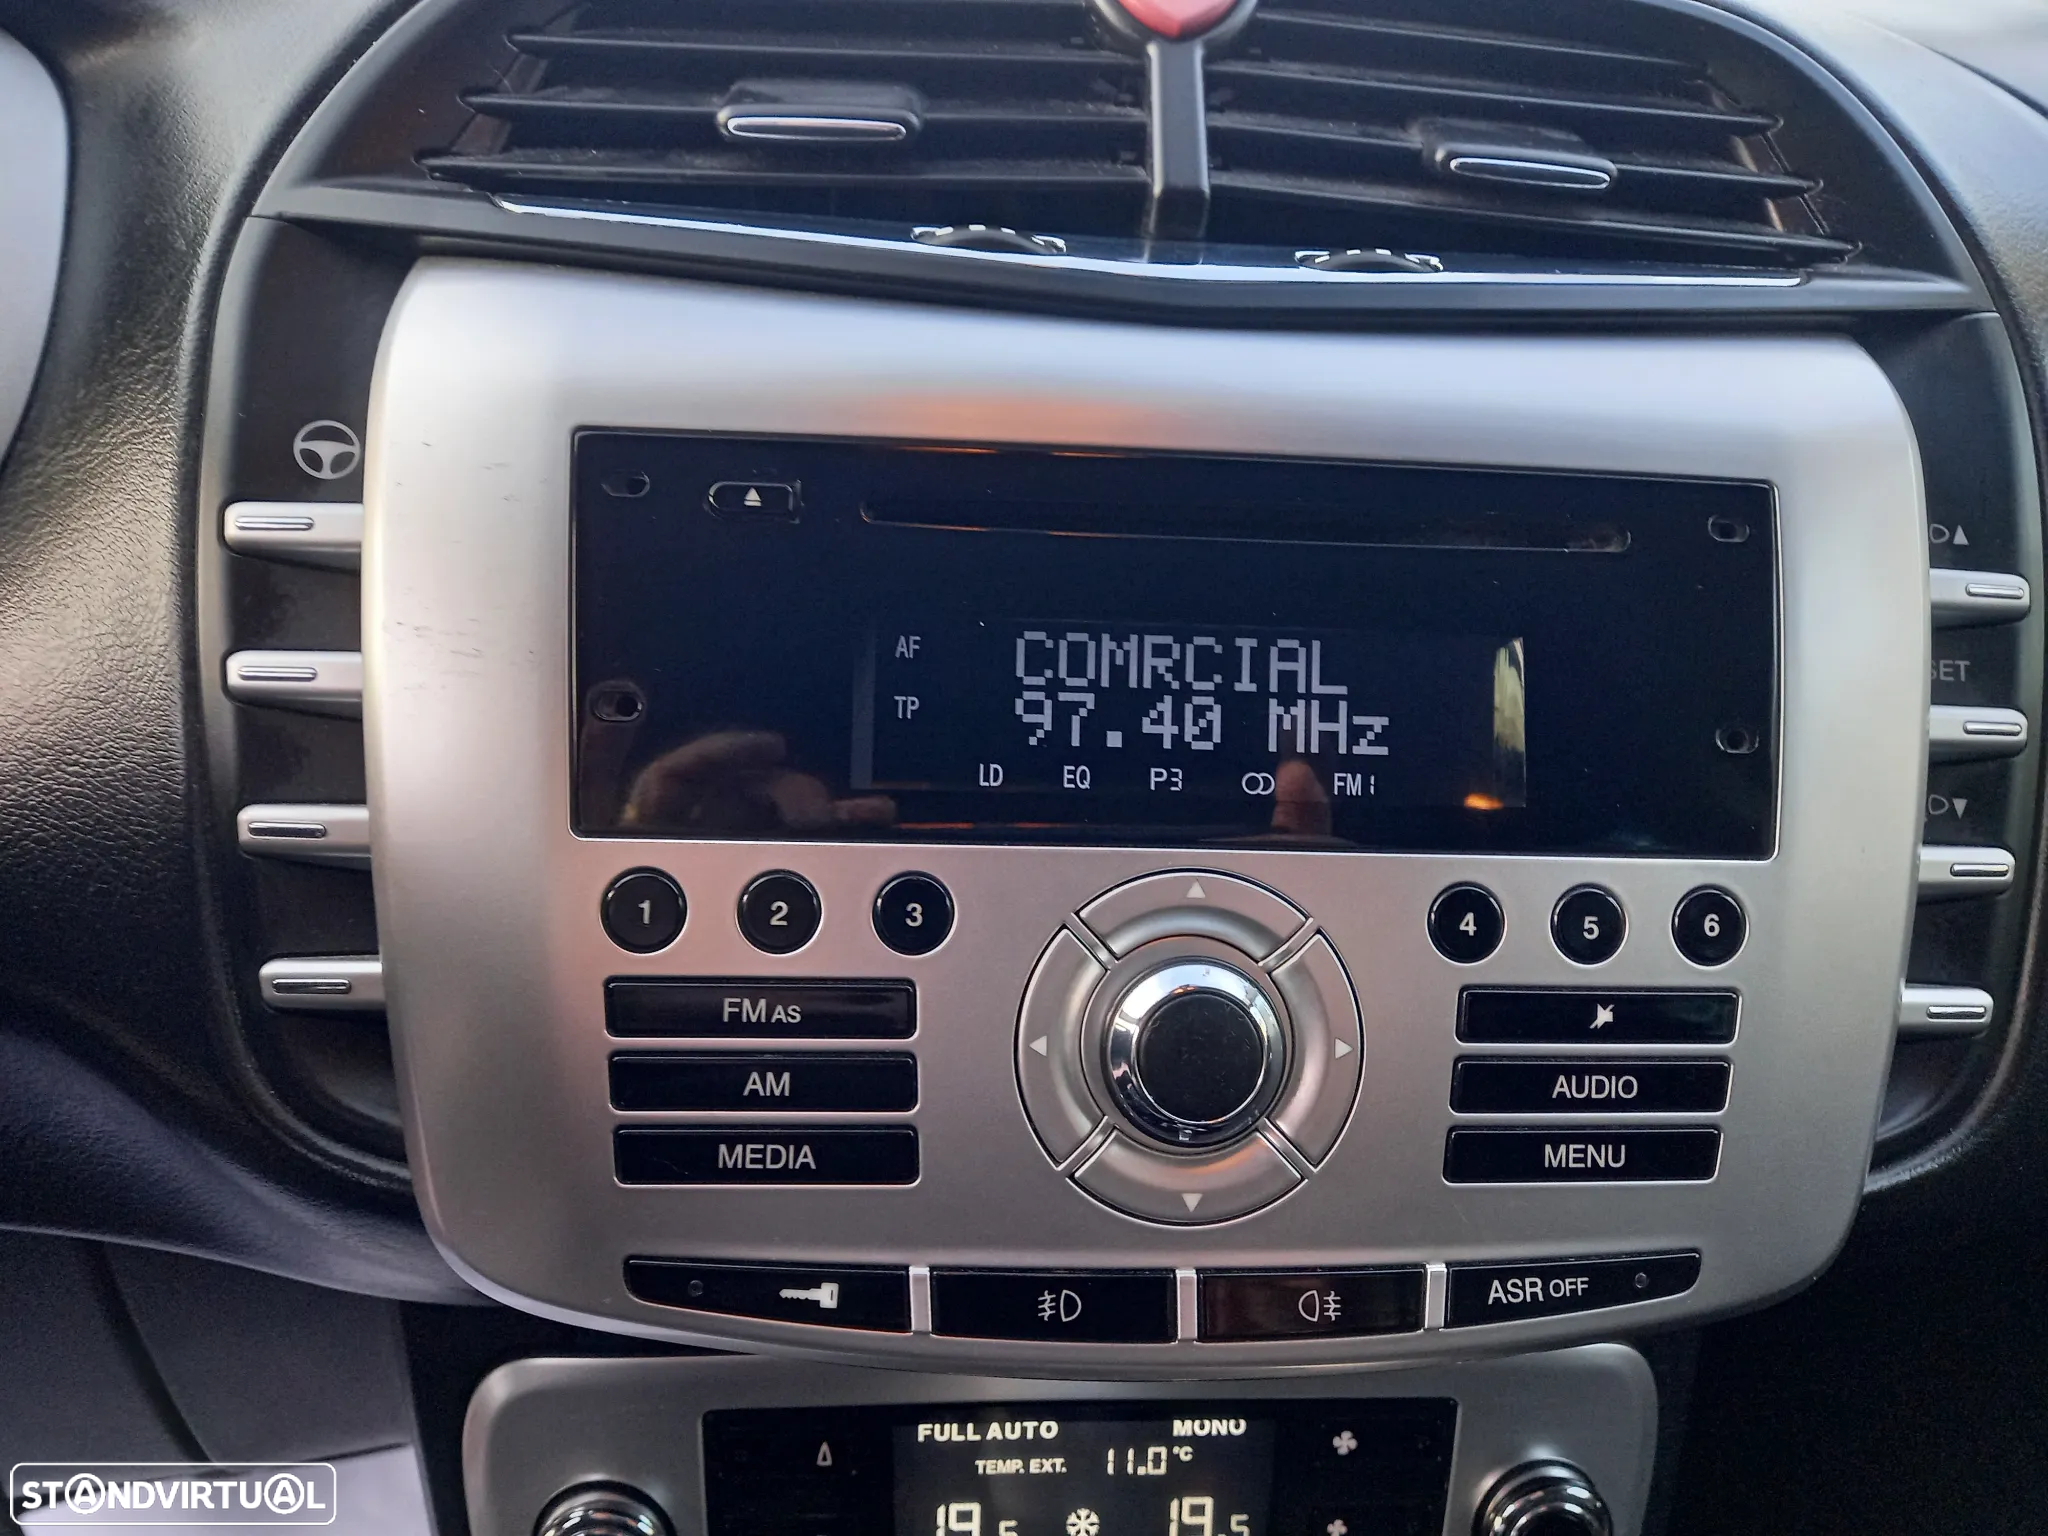 AF COMRCIAL
TP 97.40 MHz
LD EQ P3 FM1
SET
1 2 3 4 5 6
FM AS
AM AUDIO
MEDIA MENU
ASR OFF
FULL AUTO MONO
TEMP. EXT. 11.0 °C
19.5 19.5
STANDVIRTUAL